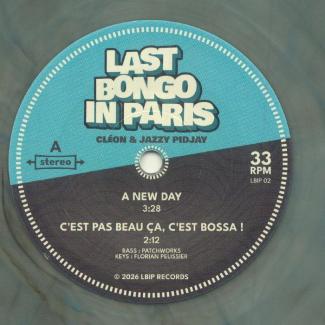 LAST
BONGO
IN PARIS
CLÉON & JAZZY PIDJAY
A
stereo
33
RPM
LBIP 02
A NEW DAY
3:28
C'EST PAS BEAU ÇA, C'EST BOSSA !
2:12
BASS : PATCHWORKS
KEYS : FLORIAN PELISSIER
© 2026 LBIP RECORDS